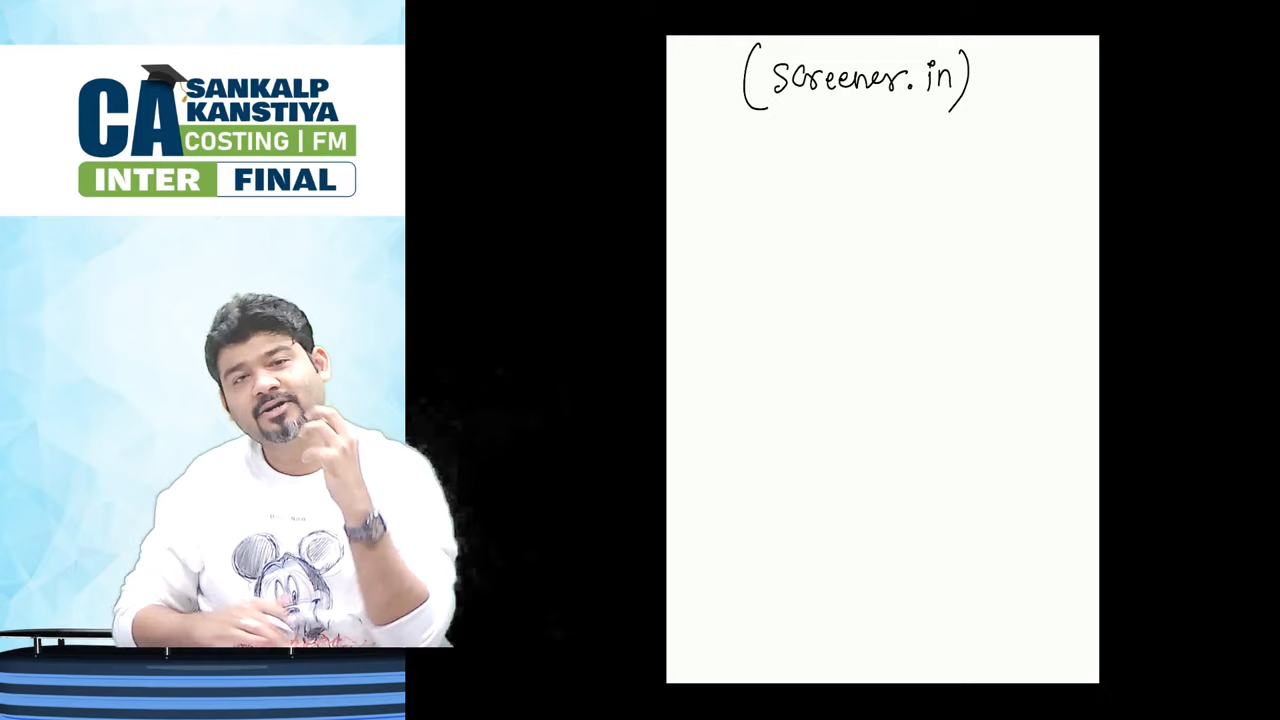 CA SANKALP
KANSTIYA
COSTING | FM
INTER FINAL
(screener.in)